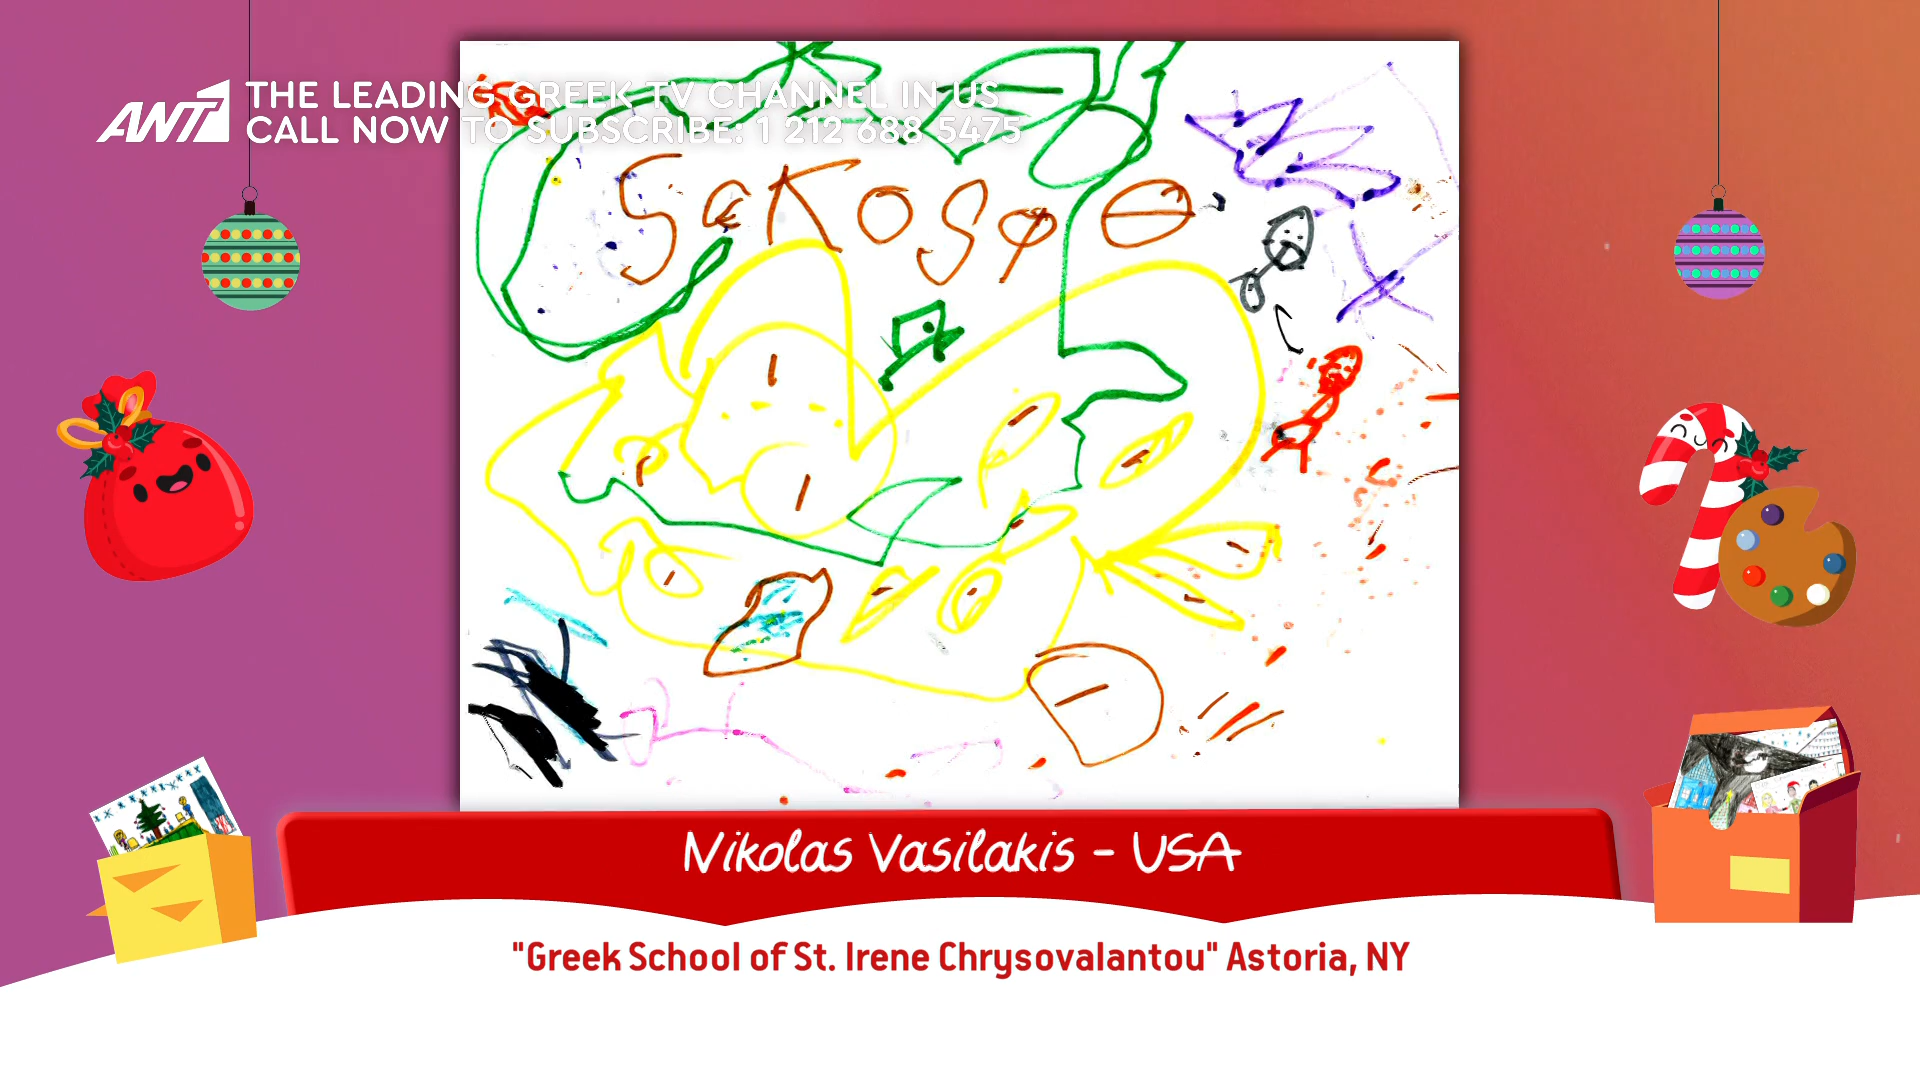 ANT1
THE LEADING GREEK TV CHANNEL IN US
CALL NOW TO SUBSCRIBE: 1 212 688 5475
Nikolas Vasilakis - USA
"Greek School of St. Irene Chrysovalantou" Astoria, NY